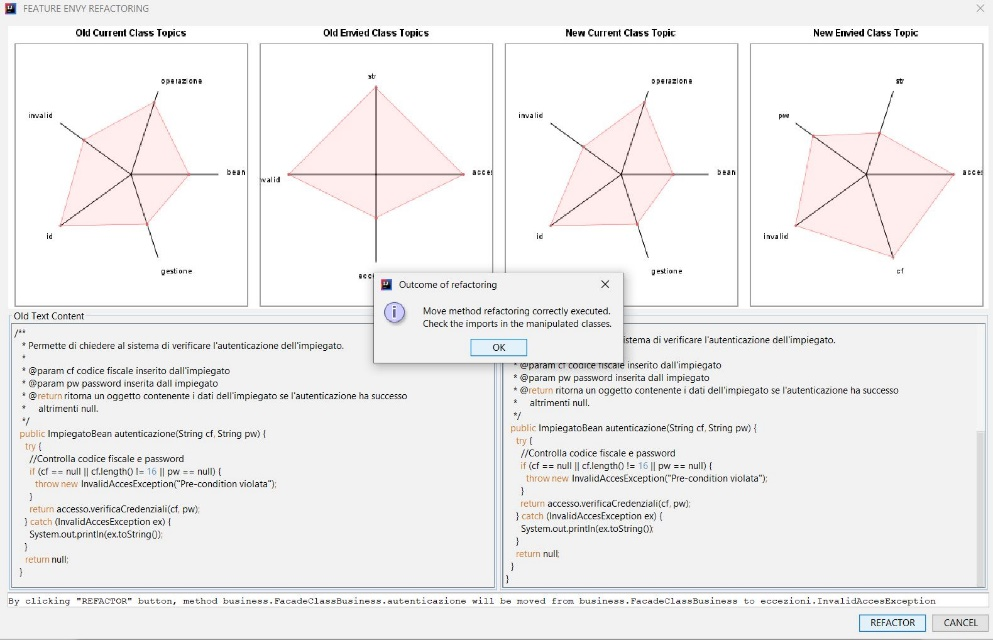 FEATURE ENVY REFACTORING
Old Current Class Topics
Old Envied Class Topics
New Current Class Topic
New Envied Class Topic
operazione
invalid
bean
id
gestione
str
valid
acces
acce
operazione
invalid
bean
id
gestione
str
pw
acces
invalid
cf
Outcome of refactoring
Move method refactoring correctly executed.
Check the imports in the manipulated classes.
OK
Old Text Content
/**
* Permette di chiedere al sistema di verificare l'autenticazione dell'impiegato.
*
* @param cf codice fiscale inserito dall'impiegato
* @param pw password inserita dall impiegato
* @return ritorna un oggetto contenente i dati dell'impiegato se l'autenticazione ha successo
* altrimenti null.
*/
public ImpiegatoBean autenticazione(String cf, String pw) {
try {
//Controlla codice fiscale e password
if (cf == null || cf.length() != 16 || pw == null) {
throw new InvalidAccesException("Pre-condition violata");
}
return accesso.verificaCredenziali(cf, pw);
} catch (InvalidAccesException ex) {
System.out.println(ex.toString());
}
return null;
}
istema di verificare l'autenticazione dell'impiegato.
* @param cf codice fiscale inserito dall'impiegato
* @param pw password inserita dall impiegato
* @return ritorna un oggetto contenente i dati dell'impiegato se l'autenticazione ha successo
* altrimenti null.
*/
public ImpiegatoBean autenticazione(String cf, String pw) {
try {
//Controlla codice fiscale e password
if (cf == null || cf.length() != 16 || pw == null) {
throw new InvalidAccesException("Pre-condition violata");
}
return accesso.verificaCredenziali(cf, pw);
} catch (InvalidAccesException ex) {
System.out.println(ex.toString());
}
return null;
}
}
By clicking "REFACTOR" button, method business.FacadeClassBusiness.autenticazione will be moved from business.FacadeClassBusiness to eccezioni.InvalidAccesException
REFACTOR
CANCEL